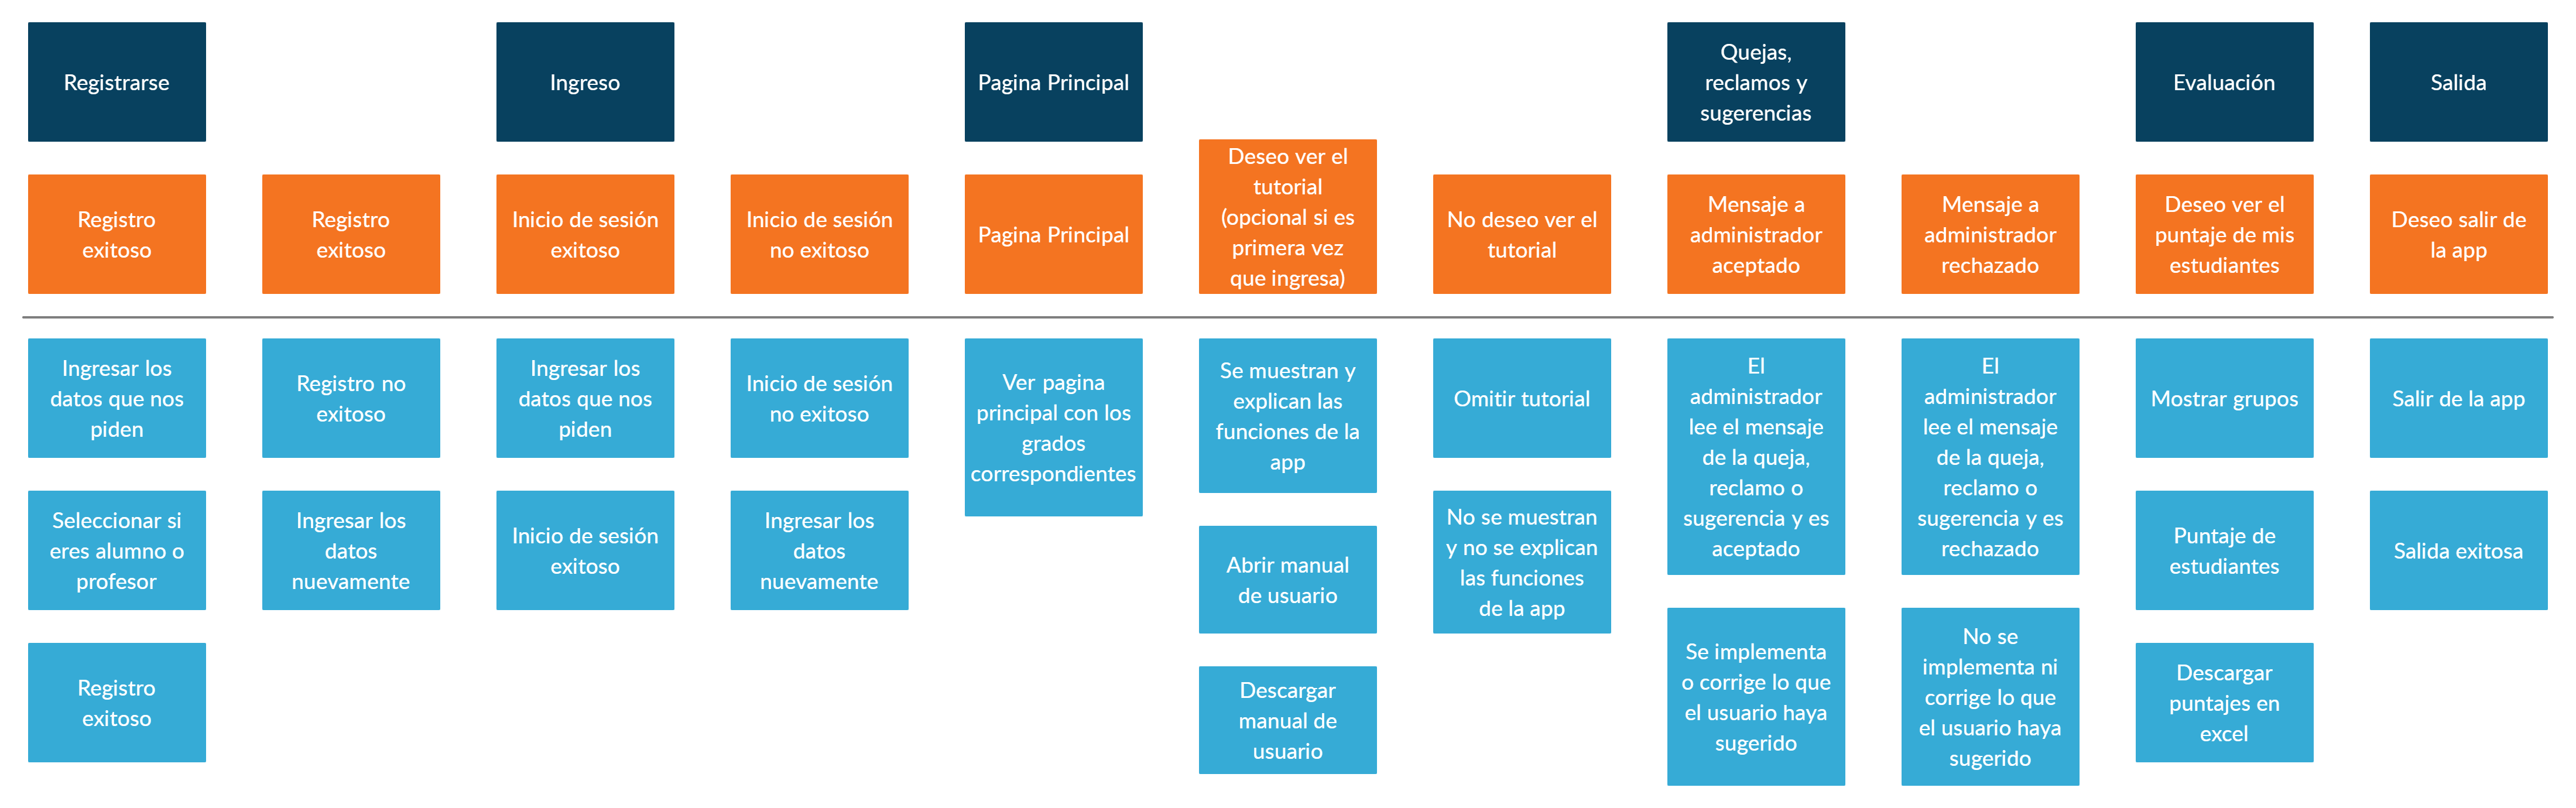 Registrarse
Ingreso
Pagina Principal
Quejas,
reclamos y
sugerencias
Evaluación
Salida
Registro
exitoso
Registro
exitoso
Inicio de sesión
exitoso
Inicio de sesión
no exitoso
Pagina Principal
Deseo ver el
tutorial
(opcional si es
primera vez
que ingresa)
No deseo ver el
tutorial
Mensaje a
administrador
aceptado
Mensaje a
administrador
rechazado
Deseo ver el
puntaje de mis
estudiantes
Deseo salir de
la app
Ingresar los
datos que nos
piden
Registro no
exitoso
Ingresar los
datos que nos
piden
Inicio de sesión
no exitoso
Ver pagina
principal con los
grados
correspondientes
Se muestran y
explican las
funciones de la
app
Omitir tutorial
El
administrador
lee el mensaje
de la queja,
reclamo o
sugerencia y es
aceptado
El
administrador
lee el mensaje
de la queja,
reclamo o
sugerencia y es
rechazado
Mostrar grupos
Salir de la app
Seleccionar si
eres alumno o
profesor
Ingresar los
datos
nuevamente
Inicio de sesión
exitoso
Ingresar los
datos
nuevamente
Abrir manual
de usuario
No se muestran
y no se explican
las funciones
de la app
Puntaje de
estudiantes
Salida exitosa
Registro
exitoso
Descargar
manual de
usuario
Se implementa
o corrige lo que
el usuario haya
sugerido
No se
implementa ni
corrige lo que
el usuario haya
sugerido
Descargar
puntajes en
excel